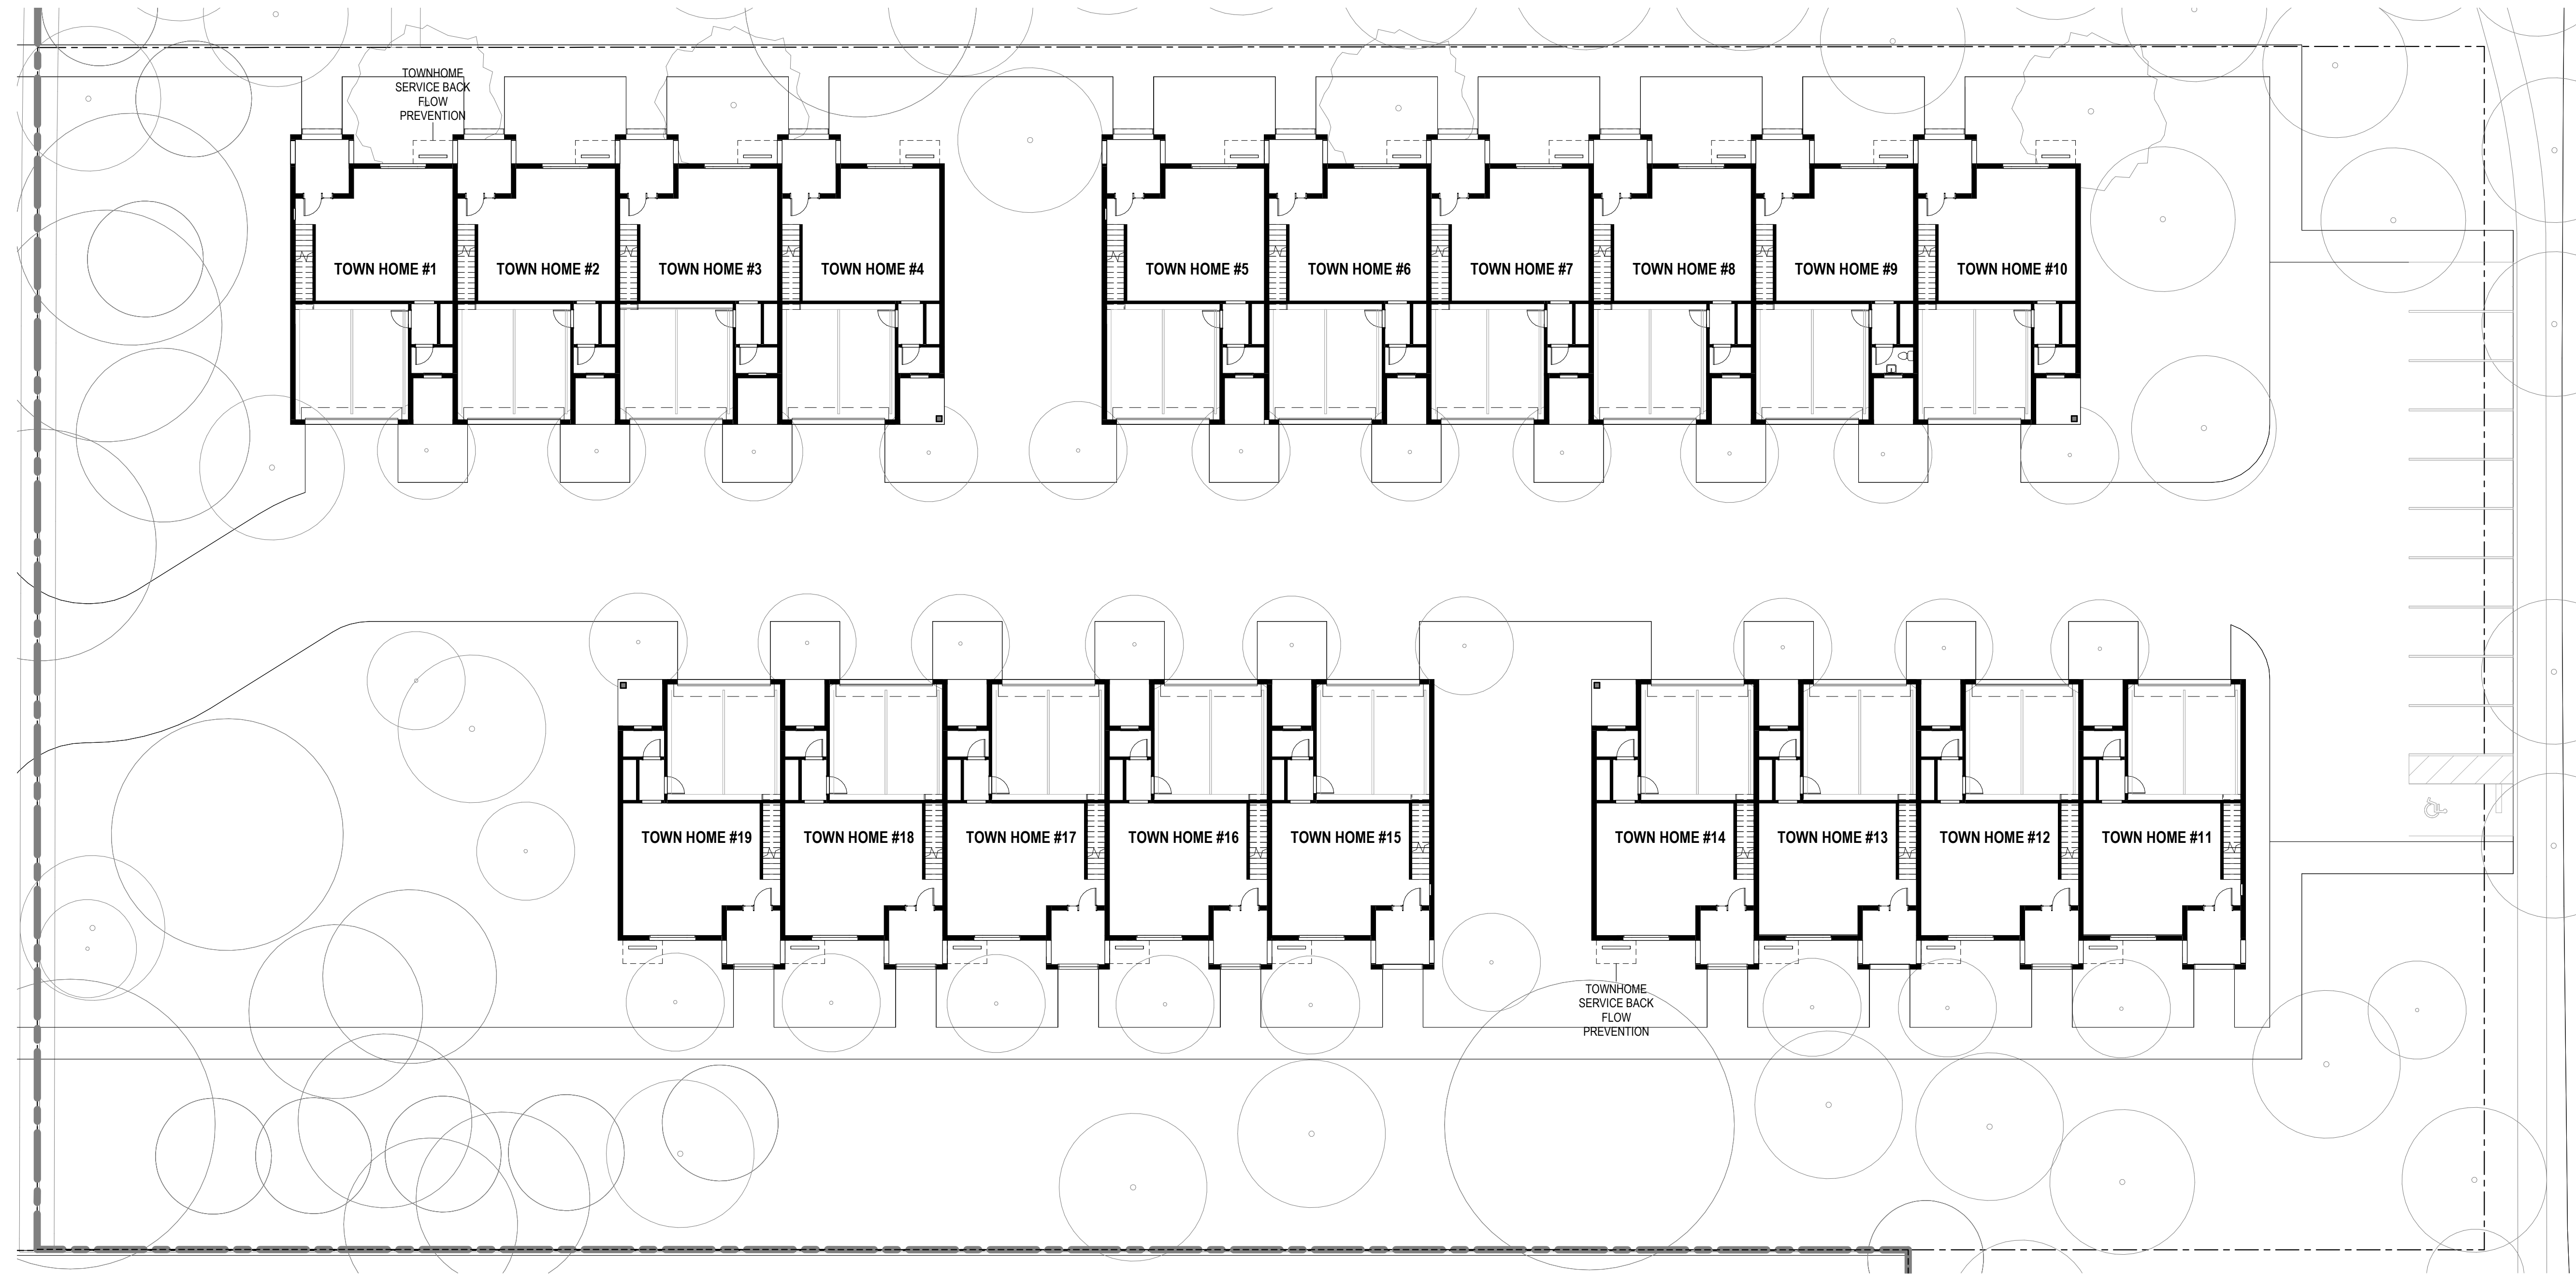 TOWNHOME
SERVICE BACK
FLOW
PREVENTION
TOWN HOME #1
TOWN HOME #2
TOWN HOME #3
TOWN HOME #4
TOWN HOME #5
TOWN HOME #6
TOWN HOME #7
TOWN HOME #8
TOWN HOME #9
TOWN HOME #10
TOWN HOME #19
TOWN HOME #18
TOWN HOME #17
TOWN HOME #16
TOWN HOME #15
TOWN HOME #14
TOWN HOME #13
TOWN HOME #12
TOWN HOME #11
TOWNHOME
SERVICE BACK
FLOW
PREVENTION